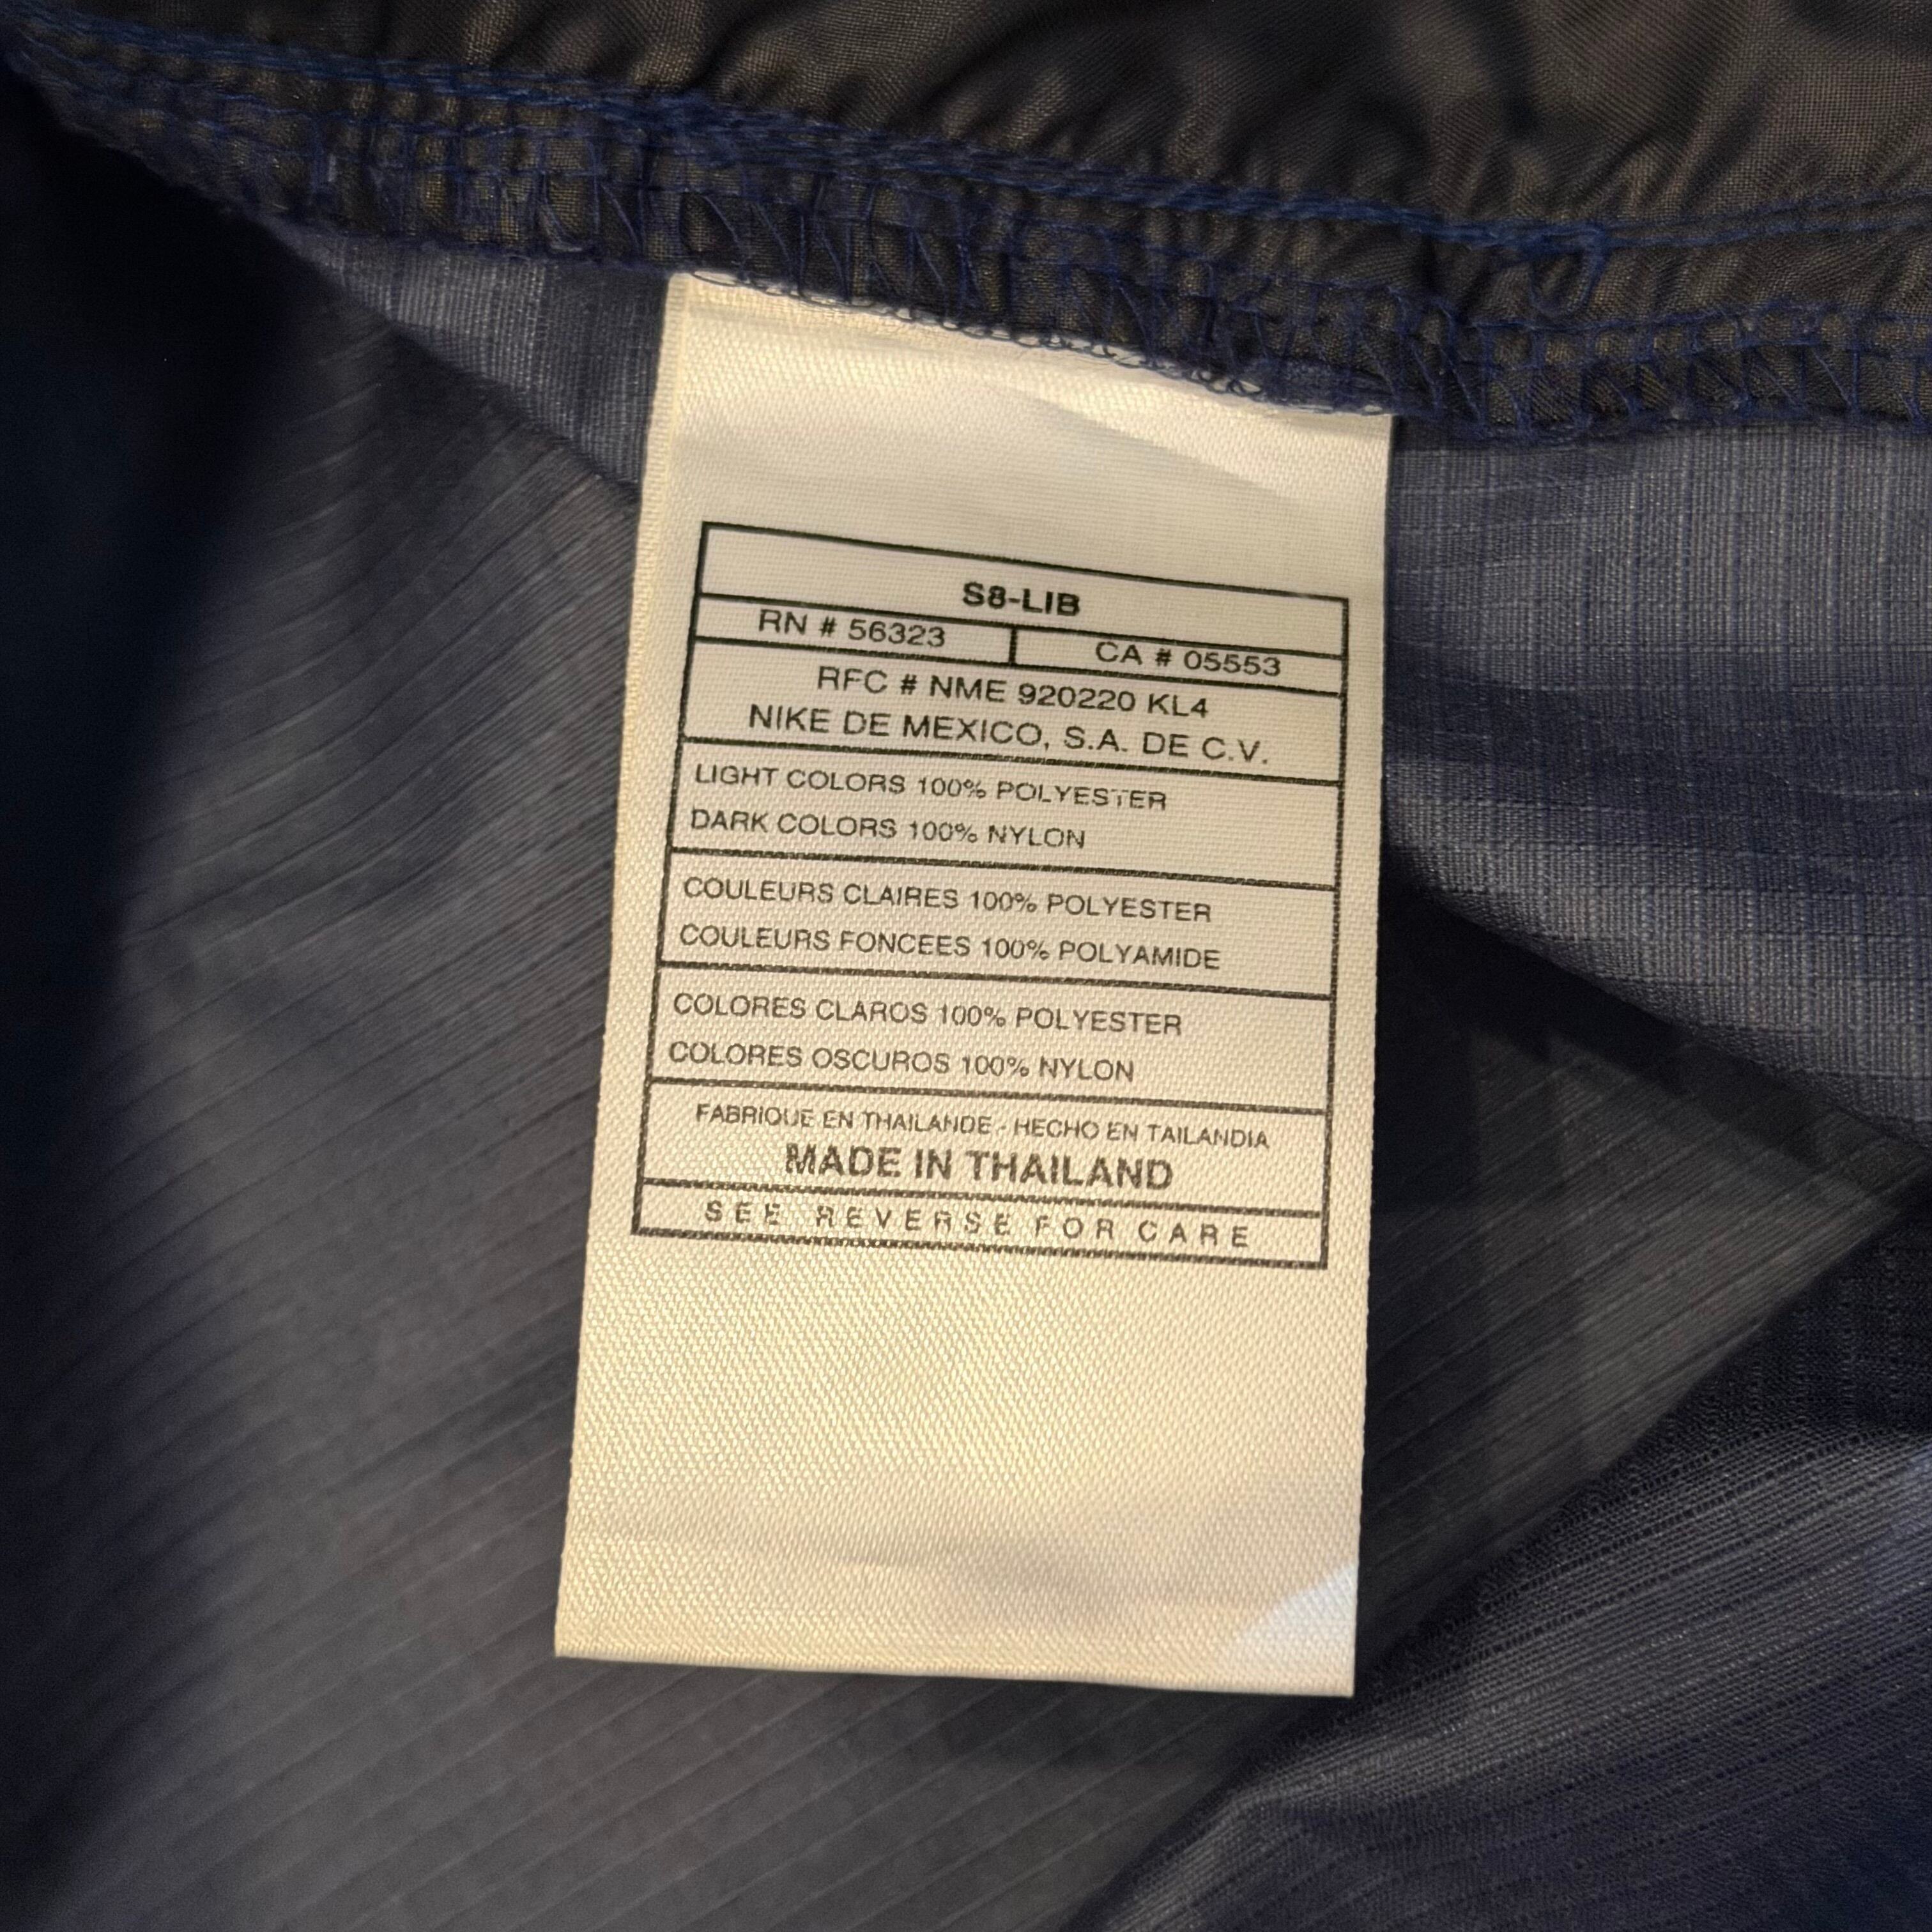 S8-LIB
RN # 56323 CA # 05553
RFC # NME 920220 KL4
NIKE DE MEXICO, S.A. DE C.V.
LIGHT COLORS 100% POLYESTER
DARK COLORS 100% NYLON
COULEURS CLAIRES 100% POLYESTER
COULEURS FONCEES 100% POLYAMIDE
COLORES CLAROS 100% POLYESTER
COLORES OSCUROS 100% NYLON
FABRIQUE EN THAILANDE - HECHO EN TAILANDIA
MADE IN THAILAND
SEE REVERSE FOR CARE